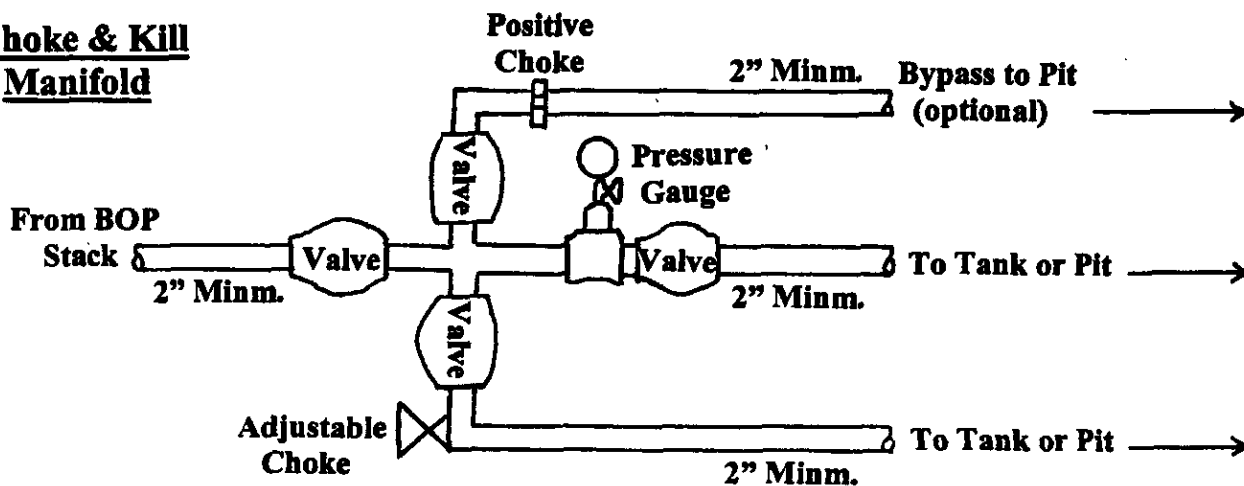 hoke & Kill
Manifold
Positive
Choke
2” Minm.
Bypass to Pit
(optional)
Valve
Pressure
Gauge
From BOP
Stack
Valve
Valve
To Tank or Pit
2” Minm.
2” Minm.
Valve
Adjustable
Choke
To Tank or Pit
2” Minm.